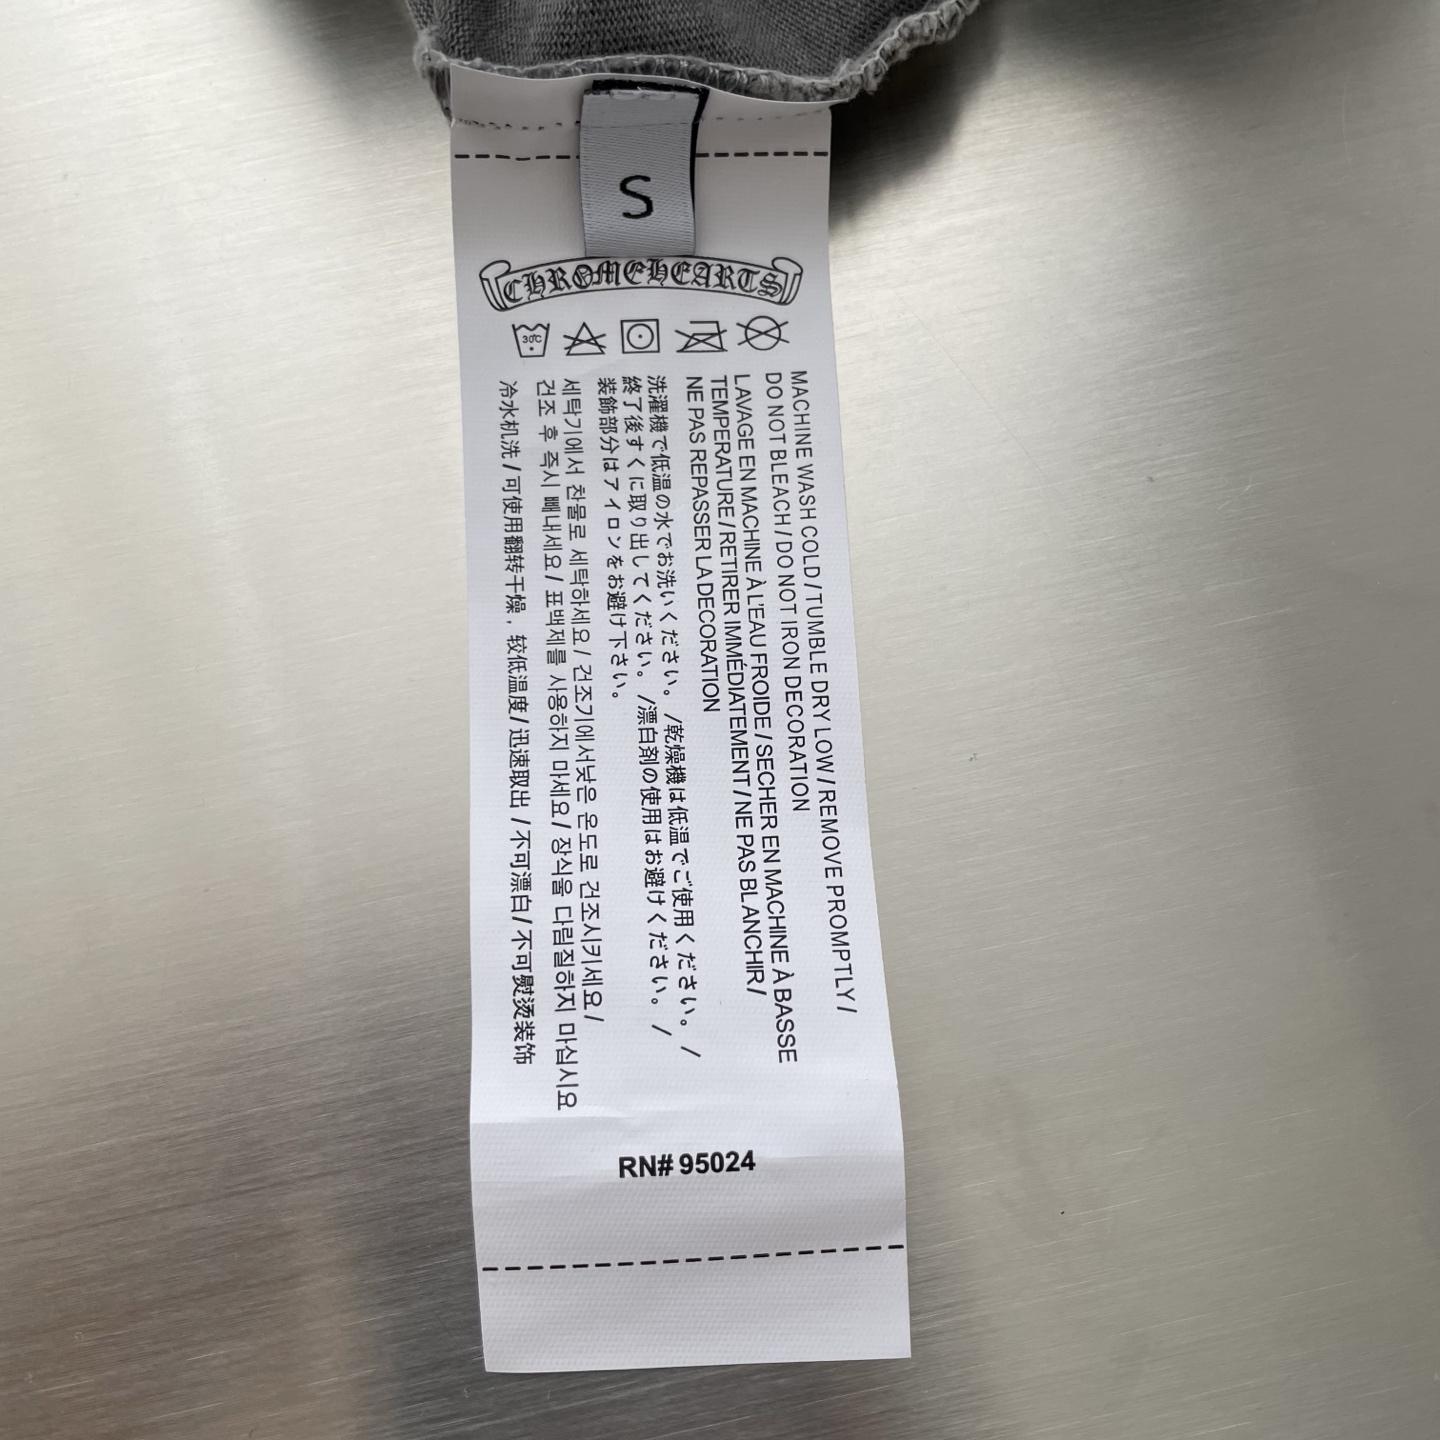 S
CHROMEHEARTS
30°C
MACHINE WASH COLD / TUMBLE DRY LOW / REMOVE PROMPTLY /
DO NOT BLEACH / DO NOT IRON DECORATION
LAVAGE EN MACHINE À L'EAU FROIDE / SECHER EN MACHINE À BASSE
TEMPERATURE / RETIRER IMMÉDIATEMENT / NE PAS BLANCHIR /
NE PAS REPASSER LA DECORATION
洗濯機で低温の水でお洗いください。/乾燥機は低温でご使用ください。/
終了後すぐに取り出してください。/漂白剤の使用はお避けください。/
装飾部分はアイロンをお避け下さい。
세탁기에서 찬물로 세탁하세요/ 건조기에서낮은 온도로 건조시키세요/
건조 후 즉시 빼내세요/ 표백제를 사용하지 마세요/ 장식울 다림질하지 마십시요
冷水机洗 / 可使用翻转干燥，较低温度/ 迅速取出 / 不可漂白 / 不可熨烫装饰
RN# 95024